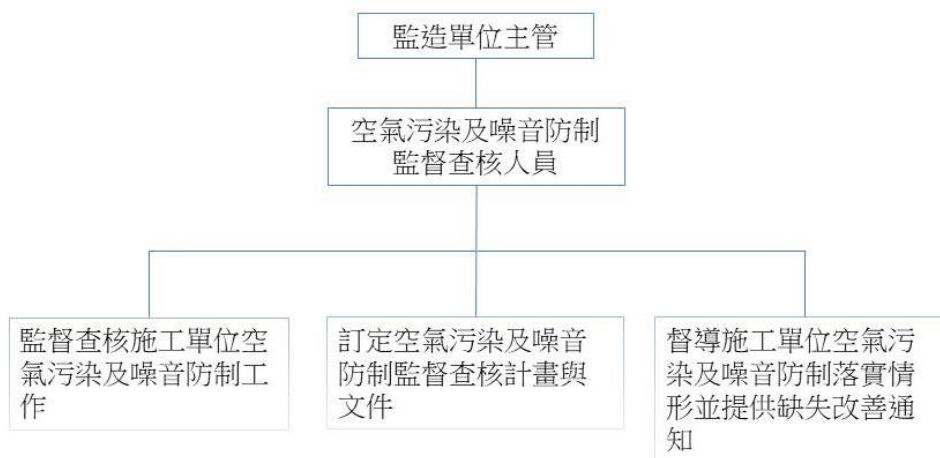 監造單位主管
空氣污染及噪音防制
監督查核人員
監督查核施工單位空
氣污染及噪音防制工
作
訂定空氣污染及噪音
防制監督查核計畫與
文件
督導施工單位空氣污
染及噪音防制落實情
形並提供缺失改善通
知